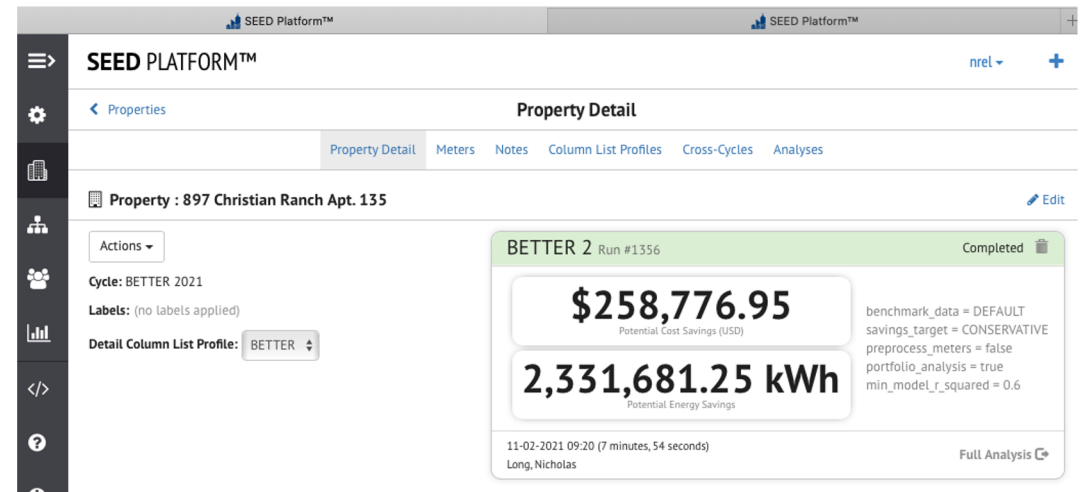 SEED Platform™
SEED Platform™
SEED PLATFORM™
nrel
Properties
Property Detail
Property Detail
Meters
Notes
Column List Profiles
Cross-Cycles
Analyses
Property : 897 Christian Ranch Apt. 135
Edit
Actions
Cycle: BETTER 2021
Labels: (no labels applied)
Detail Column List Profile: BETTER
BETTER 2 Run #1356
Completed
$258,776.95
Potential Cost Savings (USD)
2,331,681.25 kWh
Potential Energy Savings
benchmark_data = DEFAULT
savings_target = CONSERVATIVE
preprocess_meters = false
portfolio_analysis = true
min_model_r_squared = 0.6
11-02-2021 09:20 (7 minutes, 54 seconds)
Long, Nicholas
Full Analysis